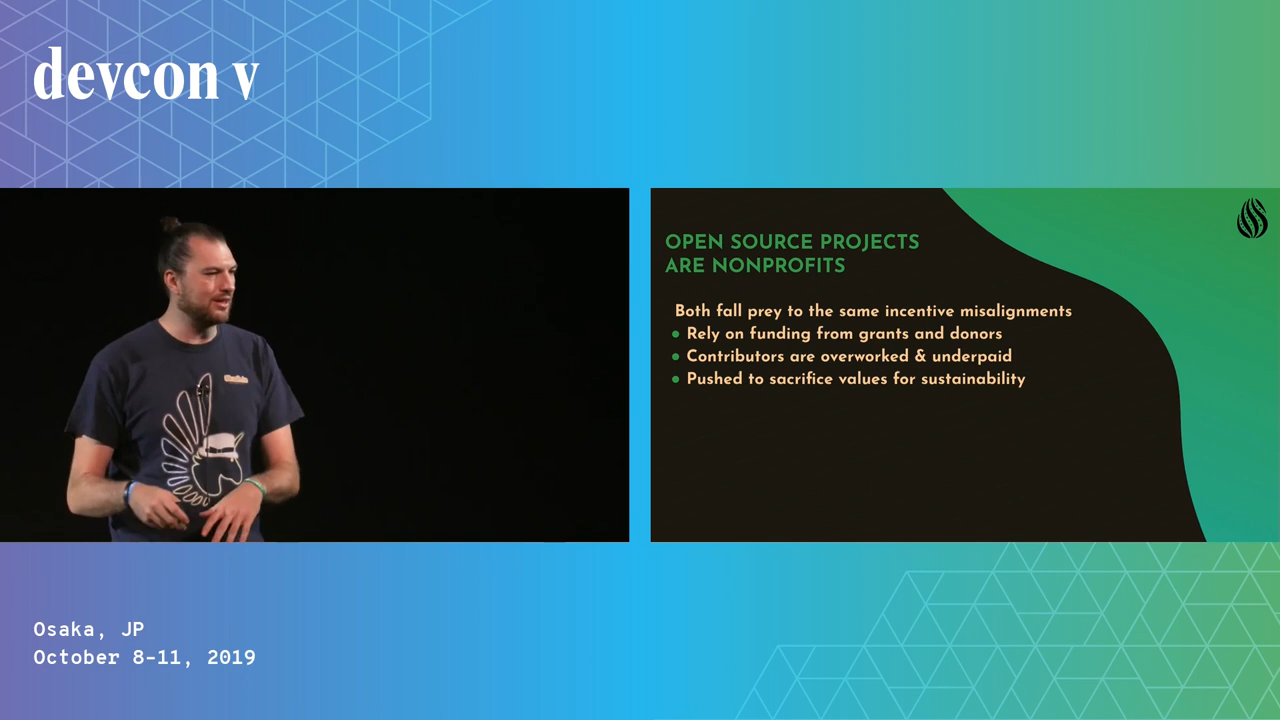 devcon v
OPEN SOURCE PROJECTS
ARE NONPROFITS
Both fall prey to the same incentive misalignments
Rely on funding from grants and donors
Contributors are overworked & underpaid
Pushed to sacrifice values for sustainability
Osaka, JP
October 8-11, 2019